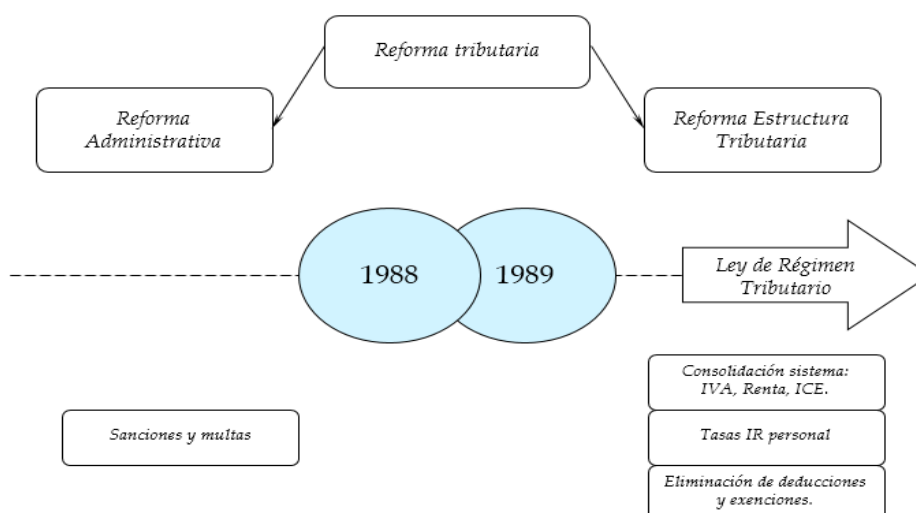 Reforma tributaria
Reforma
Administrativa
Reforma Estructura
Tributaria
1988
1989
Ley de Régimen
Tributario
Consolidación sistema:
IVA, Renta, ICE.
Sanciones y multas
Tasas IR personal
Eliminación de deducciones
y exenciones.